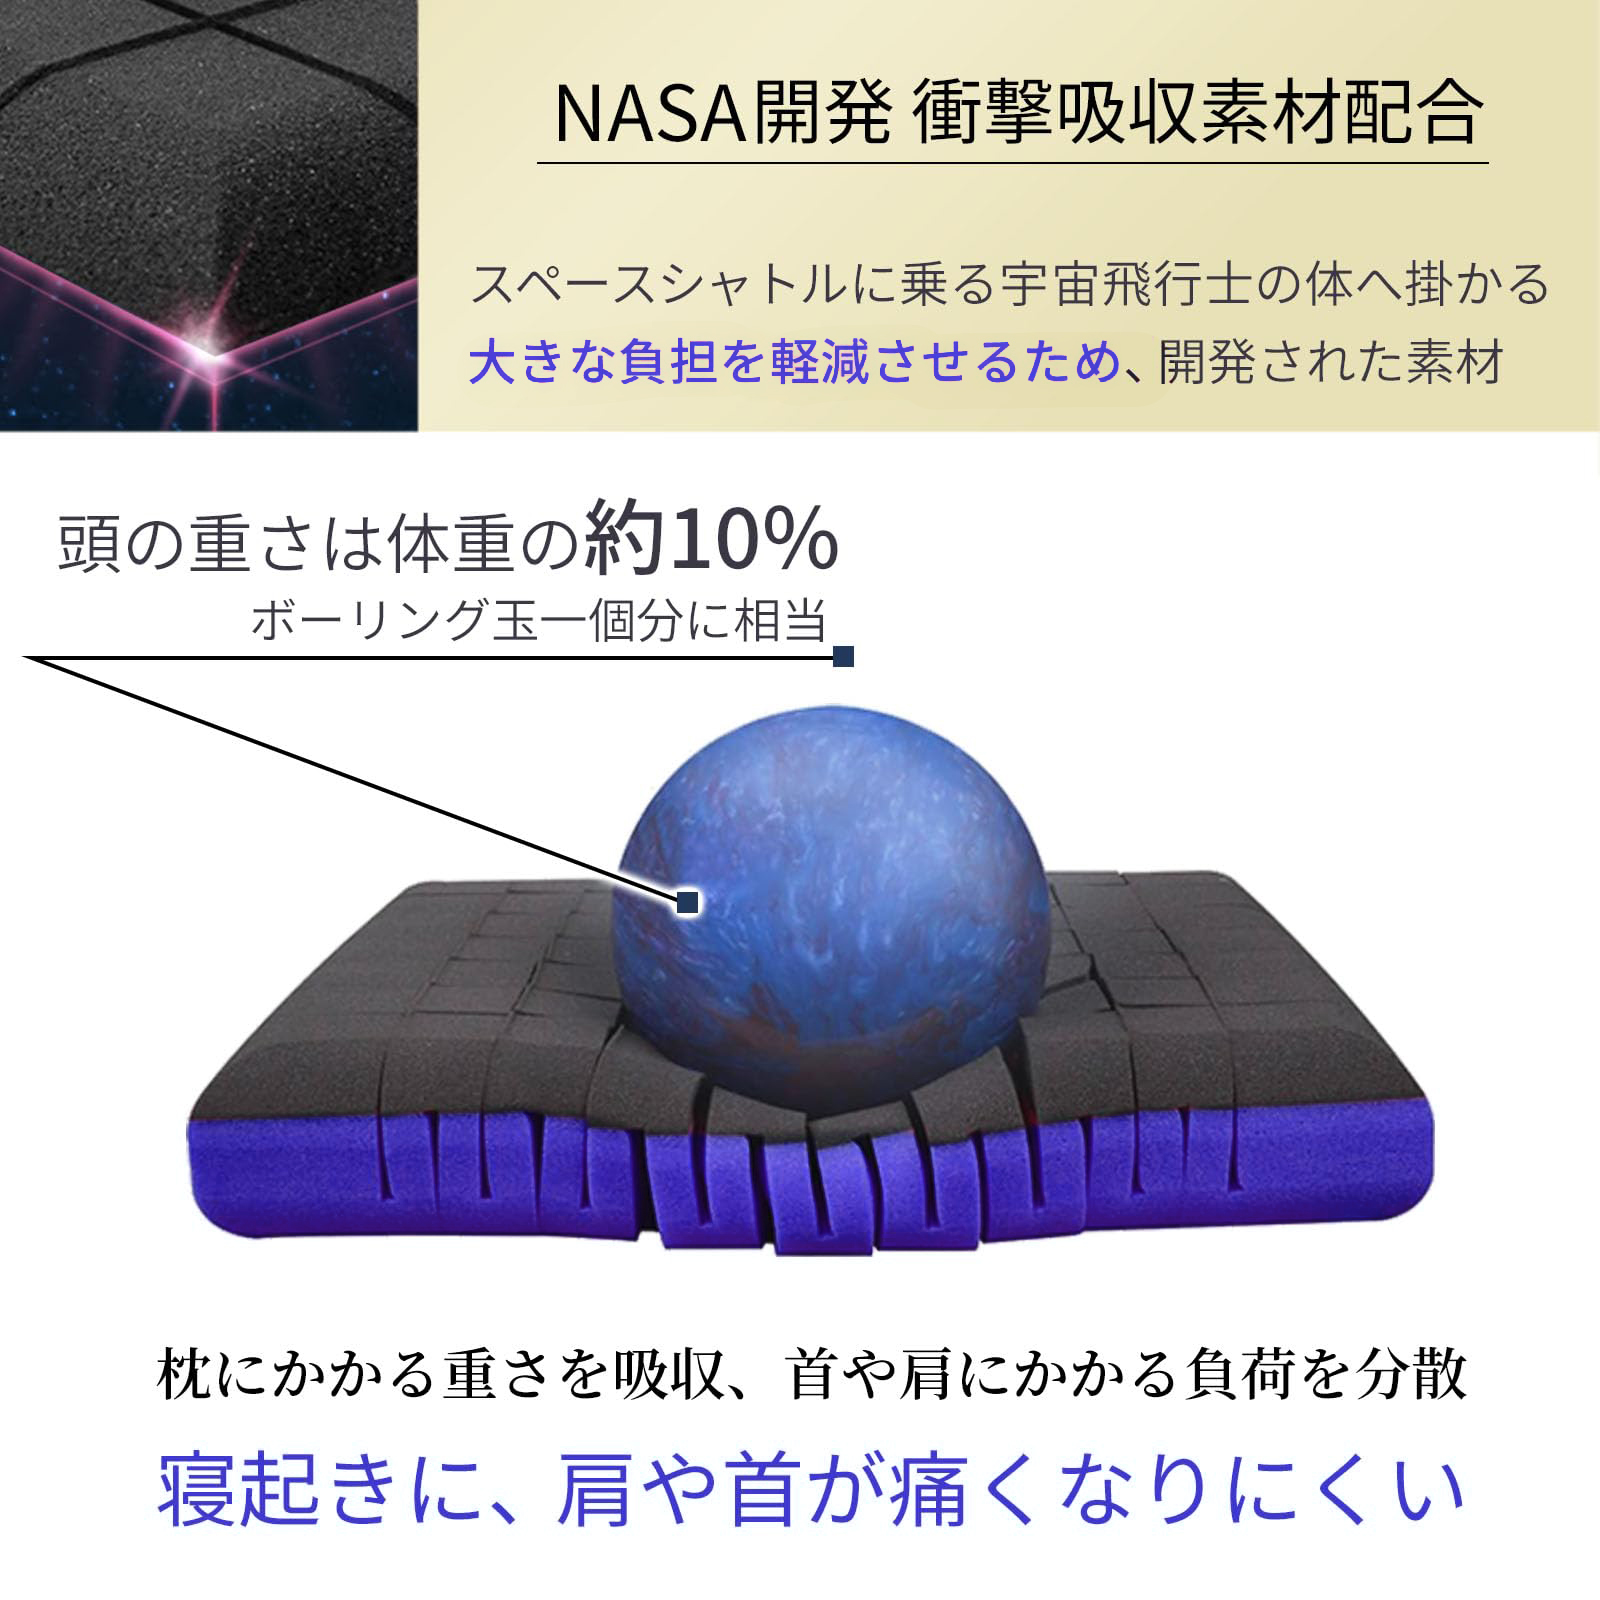 NASA開発 衝撃吸収素材配合
スペースシャトルに乗る宇宙飛行士の体へ掛かる
大きな負担を軽減させるため、開発された素材
頭の重さは体重の約10%
ボーリング玉一個分に相当
枕にかかる重さを吸収、首や肩にかかる負荷を分散
寝起きに、肩や首が痛くなりにくい